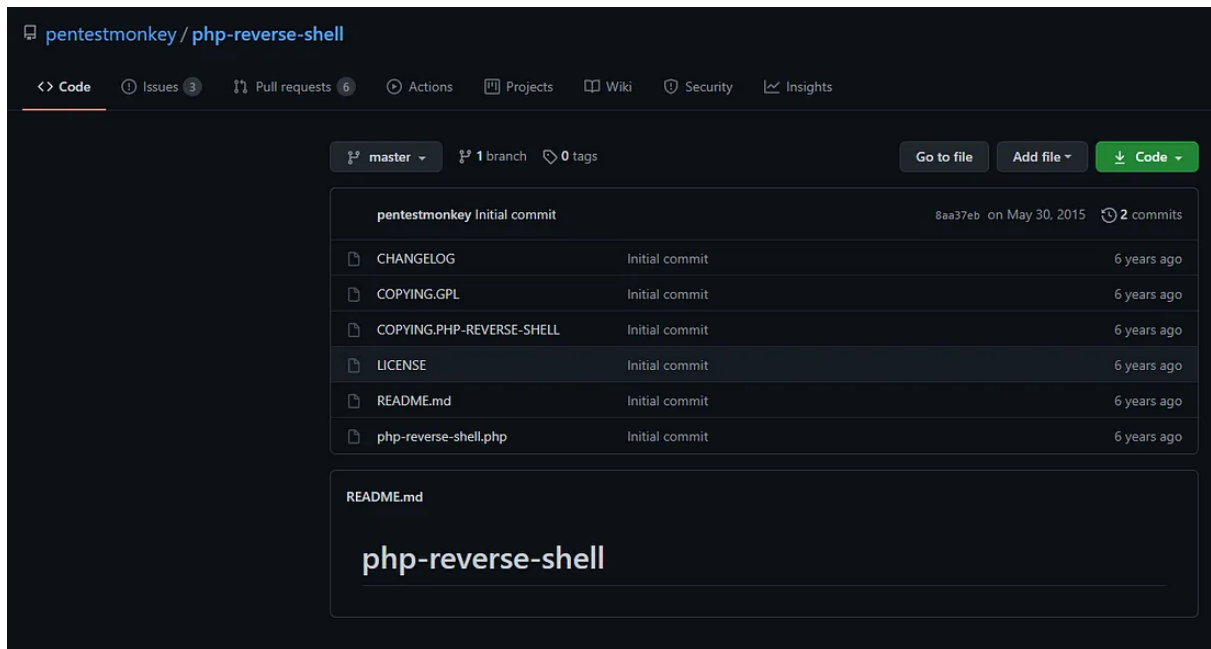 pentestmonkey / php-reverse-shell
Code Issues 3 Pull requests 6 Actions Projects Wiki Security Insights
master 1 branch 0 tags Go to file Add file Code
pentestmonkey Initial commit 8aa37eb on May 30, 2015 2 commits
CHANGELOG Initial commit 6 years ago
COPYING.GPL Initial commit 6 years ago
COPYING.PHP-REVERSE-SHELL Initial commit 6 years ago
LICENSE Initial commit 6 years ago
README.md Initial commit 6 years ago
php-reverse-shell.php Initial commit 6 years ago
README.md
php-reverse-shell